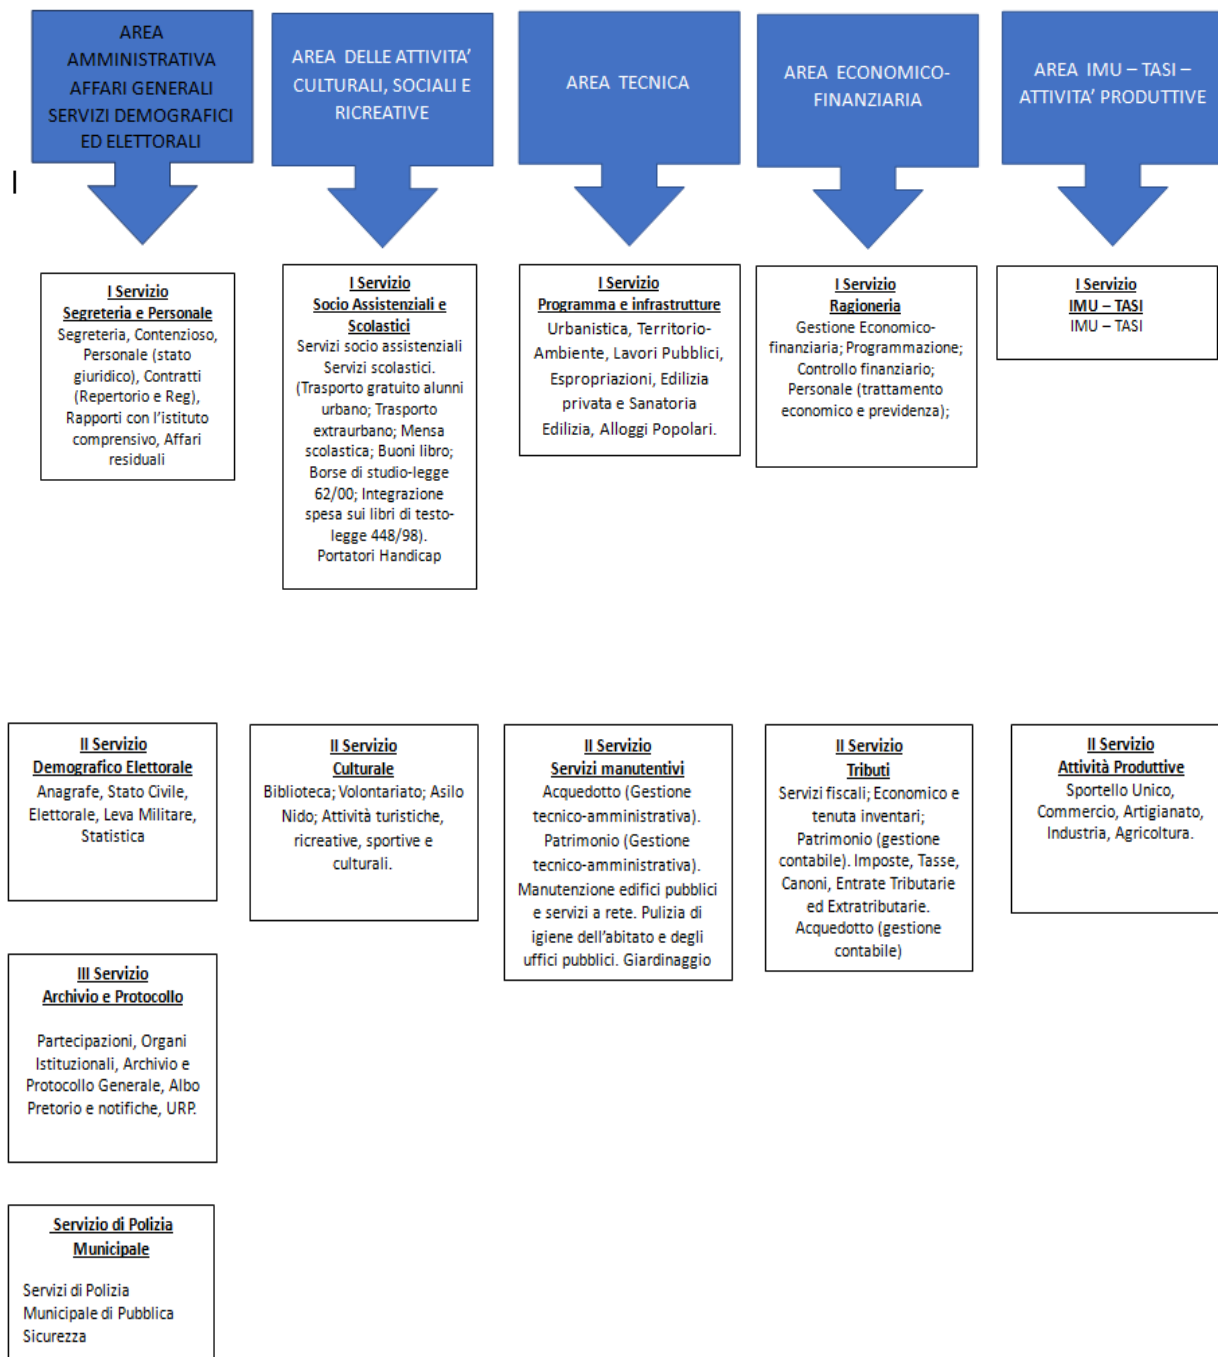 AREA
AMMINISTRATIVA
AFFARI GENERALI
SERVIZI DEMOGRAFICI
ED ELETTORALI
AREA DELLE ATTIVITA’
CULTURALI, SOCIALI E
RICREATIVE
AREA TECNICA
AREA ECONOMICO-
FINANZIARIA
AREA IMU – TASI –
ATTIVITA’ PRODUTTIVE
I Servizio
Segreteria e Personale
Segreteria, Contenzioso,
Personale (stato
giuridico), Contratti
(Repertorio e Reg),
Rapporti con l’istituto
comprensivo, Affari
residuali
I Servizio
Socio Assistenziali e
Scolastici
Servizi socio assistenziali
Servizi scolastici.
(Trasporto gratuito alunni
urbano; Trasporto
extraurbano; Mensa
scolastica; Buoni libro;
Borse di studio-legge
62/00; Integrazione
spesa sui libri di testo-
legge 448/98).
Portatori Handicap
I Servizio
Programma e infrastrutture
Urbanistica, Territorio-
Ambiente, Lavori Pubblici,
Espropriazioni, Edilizia
privata e Sanatoria
Edilizia, Alloggi Popolari.
I Servizio
Ragioneria
Gestione Economico-
finanziaria; Programmazione;
Controllo finanziario;
Personale (trattamento
economico e previdenza);
I Servizio
IMU – TASI
IMU – TASI
II Servizio
Demografico Elettorale
Anagrafe, Stato Civile,
Elettorale, Leva Militare,
Statistica
II Servizio
Culturale
Biblioteca; Volontariato; Asilo
Nido; Attività turistiche,
ricreative, sportive e
culturali.
II Servizio
Servizi manutentivi
Acquedotto (Gestione
tecnico-amministrativa).
Patrimonio (Gestione
tecnico-amministrativa).
Manutenzione edifici pubblici
e servizi a rete. Pulizia di
igiene dell’abitato e degli
uffici pubblici. Giardinaggio
II Servizio
Tributi
Servizi fiscali; Economico e
tenuta inventari;
Patrimonio (gestione
contabile). Imposte, Tasse,
Canoni, Entrate Tributarie
ed Extratributarie.
Acquedotto (gestione
contabile)
II Servizio
Attività Produttive
Sportello Unico,
Commercio, Artigianato,
Industria, Agricoltura.
III Servizio
Archivio e Protocollo
Partecipazioni, Organi
Istituzionali, Archivio e
Protocollo Generale, Albo
Pretorio e notifiche, URP.
Servizio di Polizia
Municipale
Servizi di Polizia
Municipale di Pubblica
Sicurezza